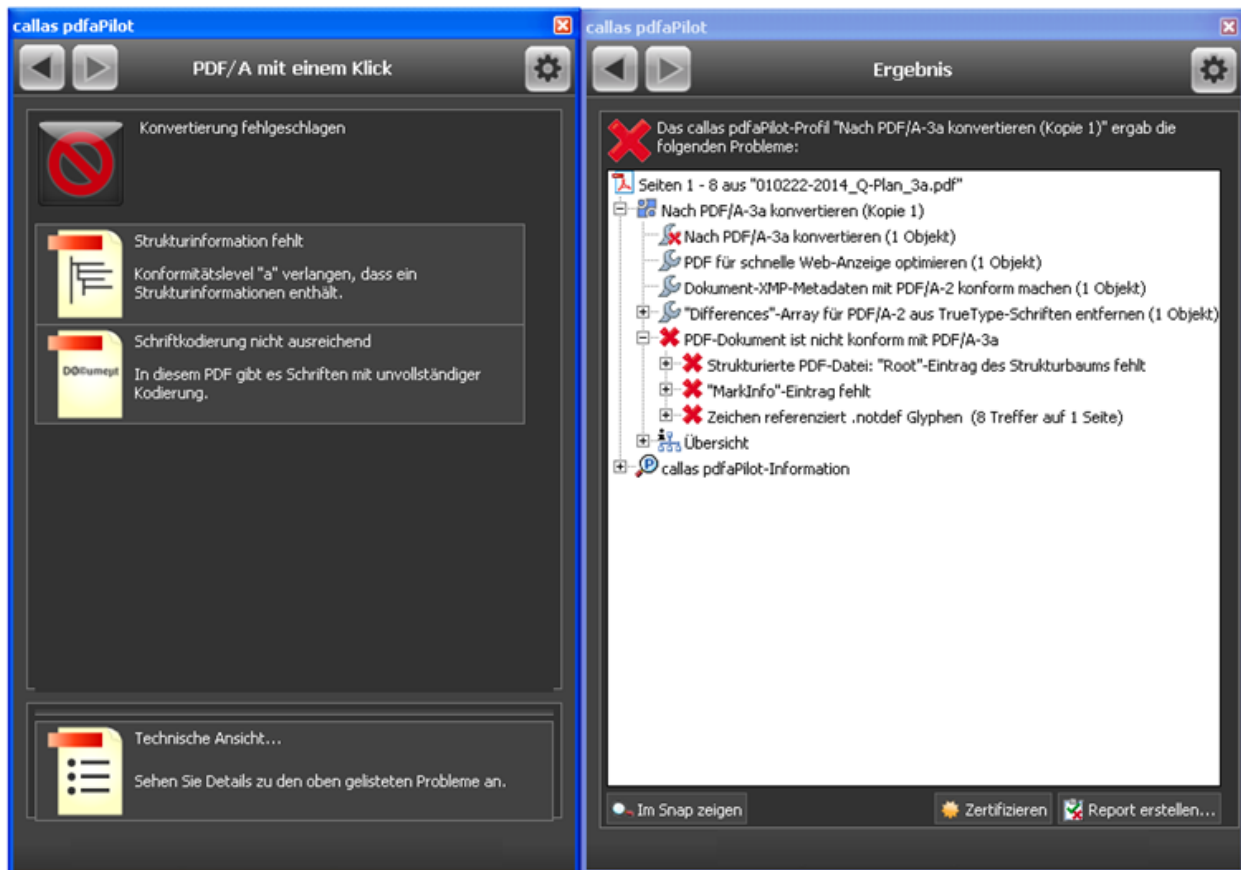 callas pdfaPilot
PDF/A mit einem Klick
Konvertierung fehlgeschlagen
Strukturinformation fehlt
Konformitätslevel "a" verlangen, dass ein
Strukturinformationen enthält.
Schriftkodierung nicht ausreichend
In diesem PDF gibt es Schriften mit unvollständiger
Kodierung.
Technische Ansicht...
Sehen Sie Details zu den oben gelisteten Probleme an.
callas pdfaPilot
Ergebnis
Das callas pdfaPilot-Profil "Nach PDF/A-3a konvertieren (Kopie 1)" ergab die
folgenden Probleme:
Seiten 1 - 8 aus "010222-2014_Q-Plan_3a.pdf"
Nach PDF/A-3a konvertieren (Kopie 1)
Nach PDF/A-3a konvertieren (1 Objekt)
PDF für schnelle Web-Anzeige optimieren (1 Objekt)
Dokument-XMP-Metadaten mit PDF/A-2 konform machen (1 Objekt)
"Differences"-Array für PDF/A-2 aus TrueType-Schriften entfernen (1 Objekt)
PDF-Dokument ist nicht konform mit PDF/A-3a
Strukturierte PDF-Datei: "Root"-Eintrag des Strukturbaums fehlt
"MarkInfo"-Eintrag fehlt
Zeichen referenziert .notdef Glyphen (8 Treffer auf 1 Seite)
Übersicht
callas pdfaPilot-Information
Im Snap zeigen
Zertifizieren
Report erstellen...